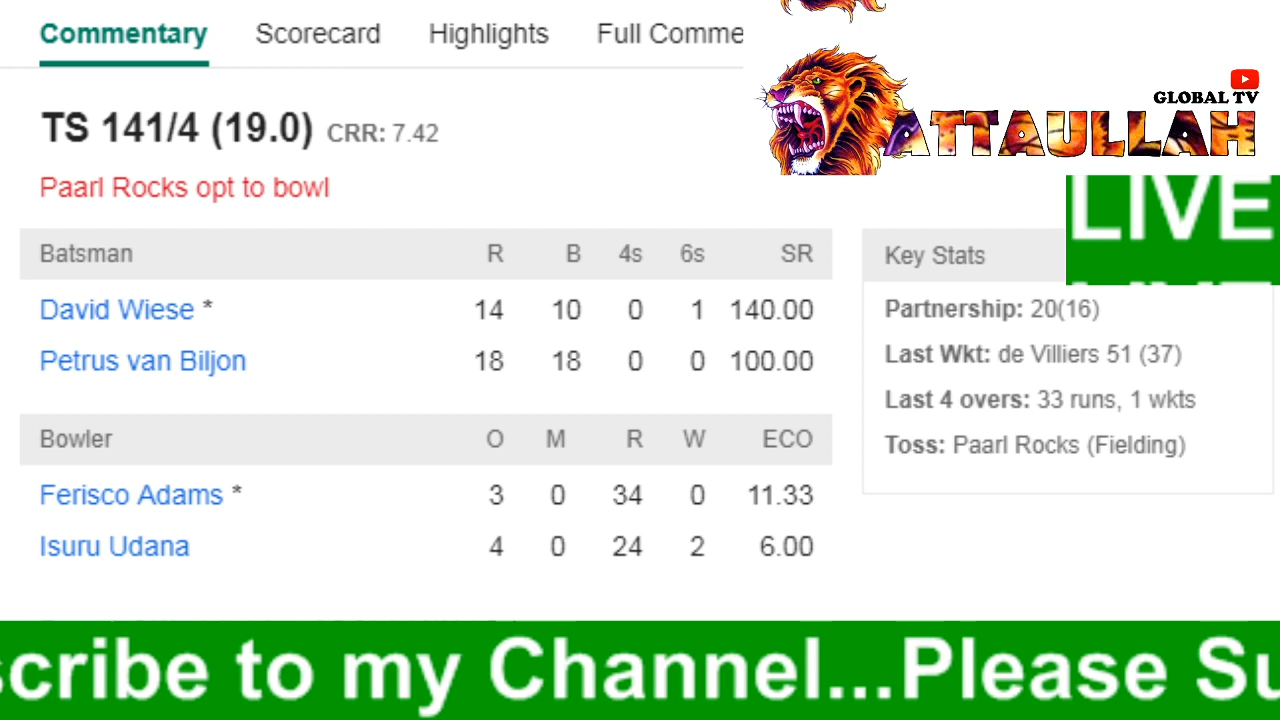 Commentary Scorecard Highlights Full Comme
GLOBAL TV
ATTAULLAH
TS 141/4 (19.0) CRR: 7.42
Paarl Rocks opt to bowl
LIVE
Batsman R B 4s 6s SR
David Wiese * 14 10 0 1 140.00
Petrus van Biljon 18 18 0 0 100.00
Key Stats
Partnership: 20(16)
Last Wkt: de Villiers 51 (37)
Last 4 overs: 33 runs, 1 wkts
Toss: Paarl Rocks (Fielding)
Bowler O M R W ECO
Ferisco Adams * 3 0 34 0 11.33
Isuru Udana 4 0 24 2 6.00
scribe to my Channel...Please Su